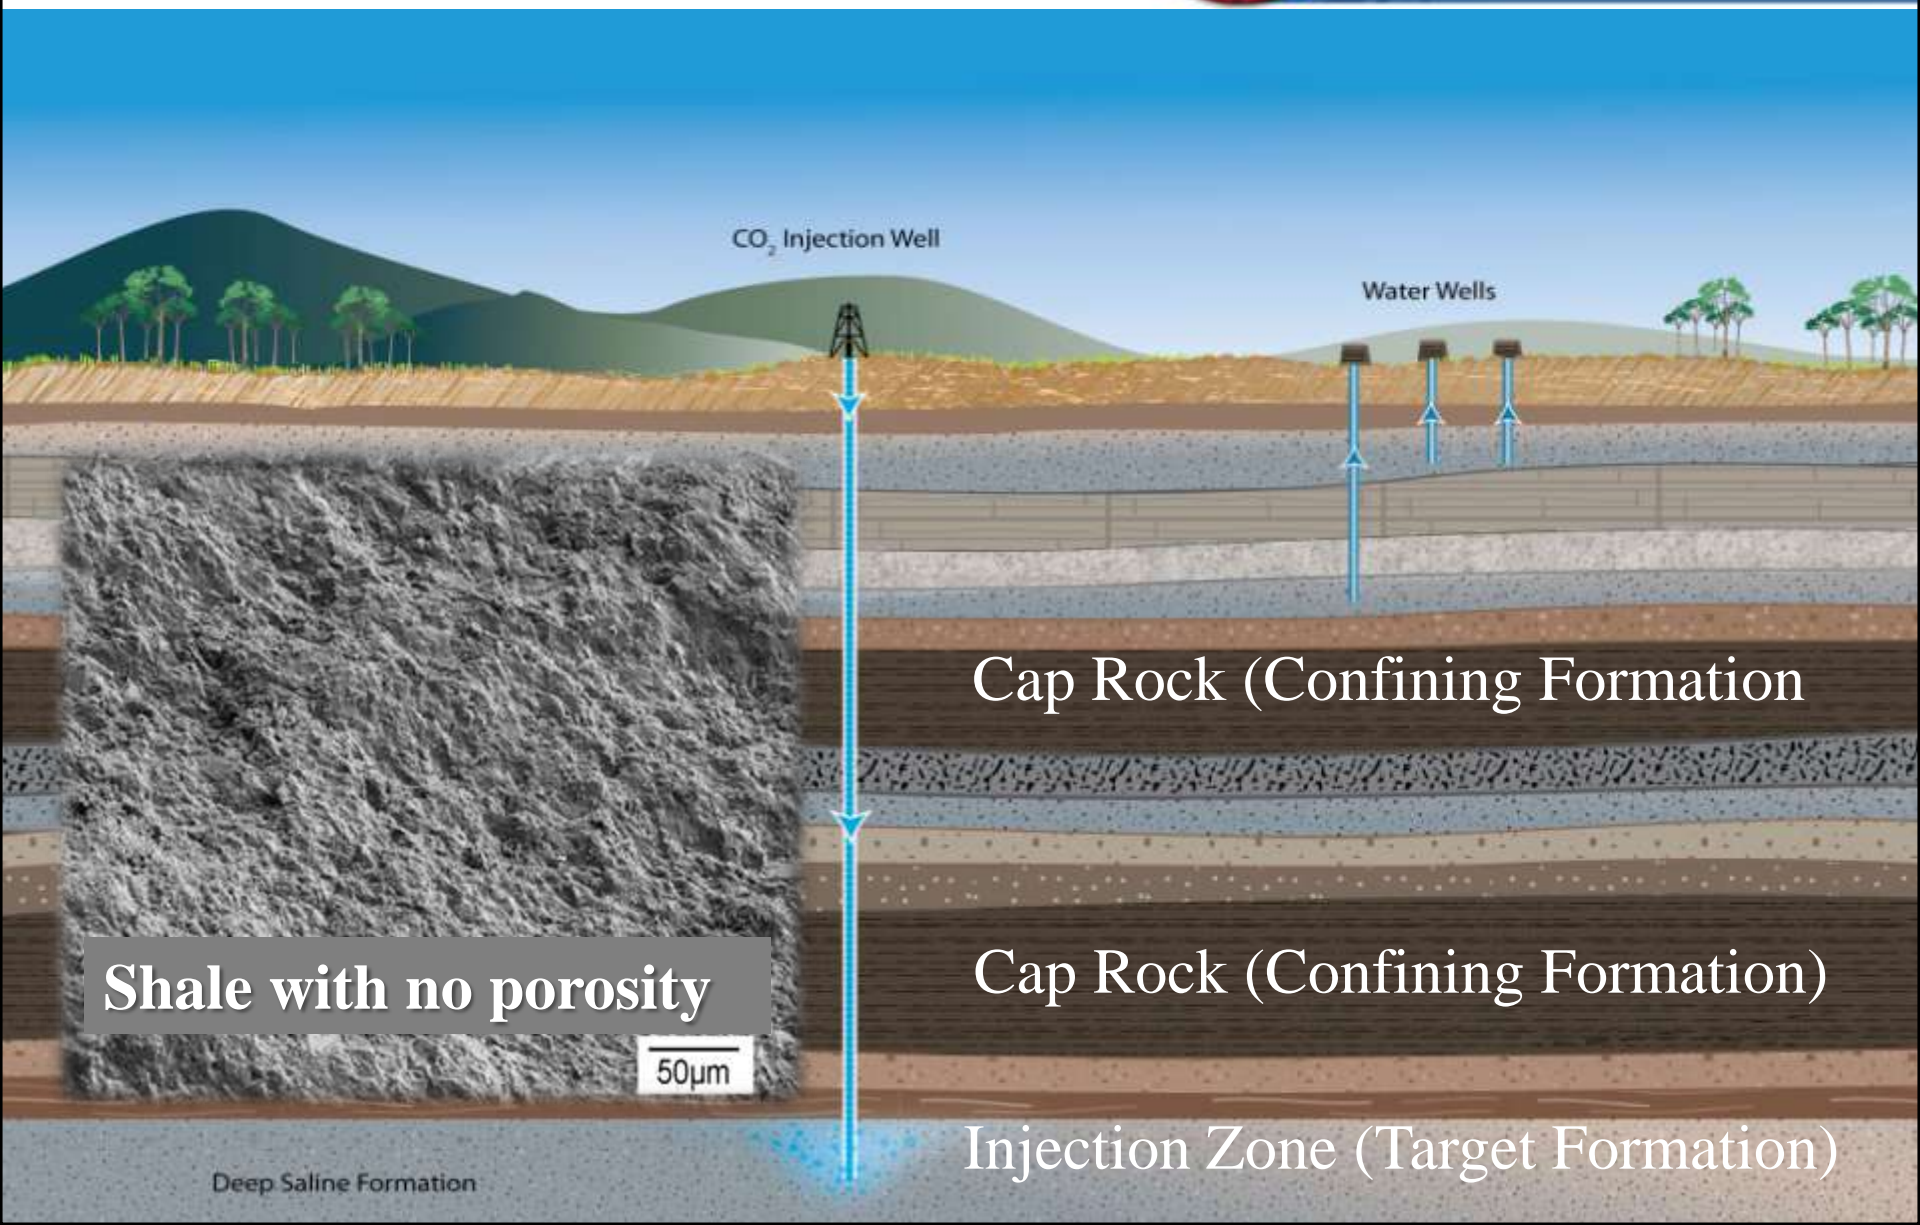 CO₂ Injection Well
Water Wells
Cap Rock (Confining Formation
Shale with no porosity
Cap Rock (Confining Formation)
50µm
Injection Zone (Target Formation)
Deep Saline Formation